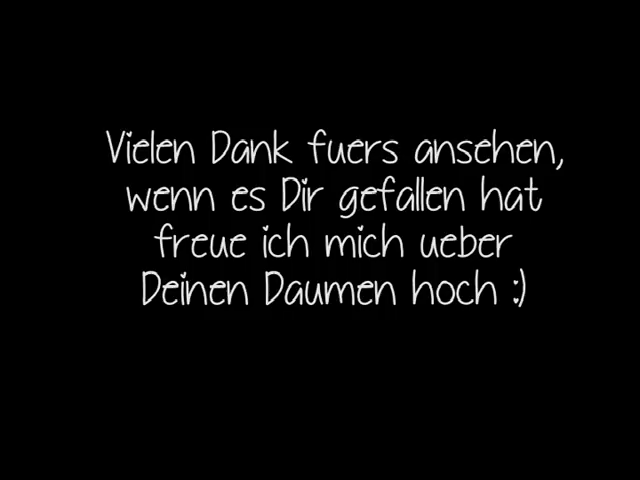 Vielen Dank fuers ansehen,
wenn es Dir gefallen hat
freue ich mich ueber
Deinen Daumen hoch :)